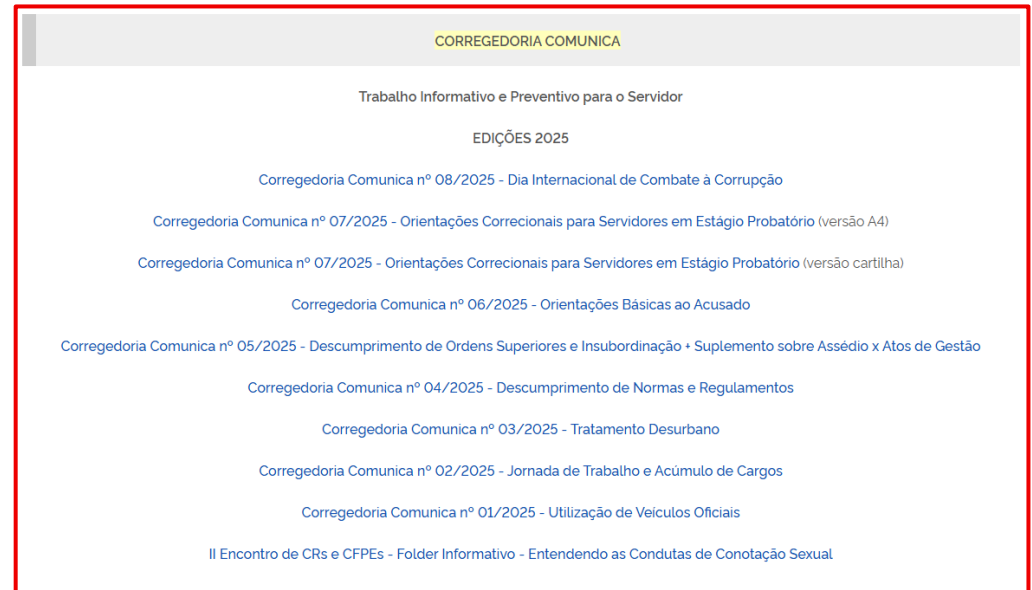 CORREGEDORIA COMUNICA
Trabalho Informativo e Preventivo para o Servidor
EDIÇÕES 2025
Corregedoria Comunica nº 08/2025 - Dia Internacional de Combate à Corrupção
Corregedoria Comunica nº 07/2025 - Orientações Correcionais para Servidores em Estágio Probatório (versão A4)
Corregedoria Comunica nº 07/2025 - Orientações Correcionais para Servidores em Estágio Probatório (versão cartilha)
Corregedoria Comunica nº 06/2025 - Orientações Básicas ao Acusado
Corregedoria Comunica nº 05/2025 - Descumprimento de Ordens Superiores e Insubordinação + Suplemento sobre Assédio x Atos de Gestão
Corregedoria Comunica nº 04/2025 - Descumprimento de Normas e Regulamentos
Corregedoria Comunica nº 03/2025 - Tratamento Desurbano
Corregedoria Comunica nº 02/2025 - Jornada de Trabalho e Acúmulo de Cargos
Corregedoria Comunica nº 01/2025 - Utilização de Veículos Oficiais
II Encontro de CRs e CFPEs - Folder Informativo - Entendendo as Condutas de Conotação Sexual